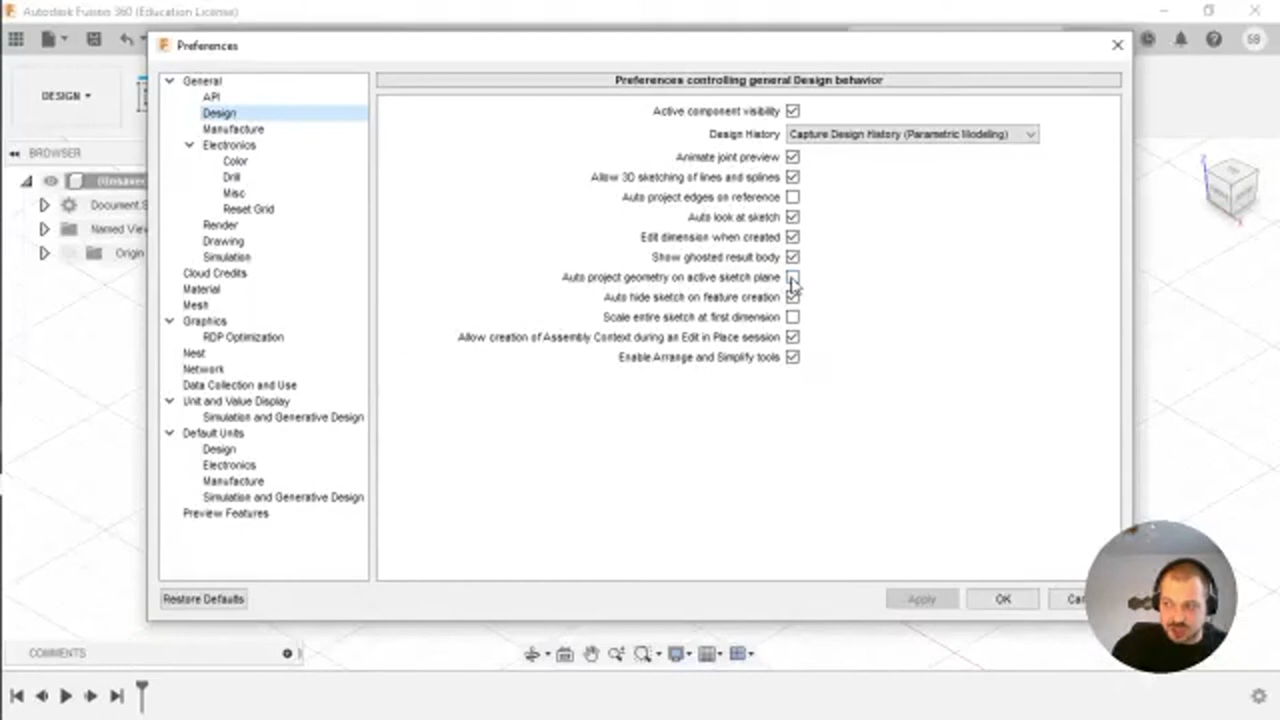 Autodesk Fusion 360 (Education License)
Preferences
SB
DESIGN
BROWSER
(Unsaved
Document S
Named View
Origin
General
API
Design
Manufacture
Electronics
Color
Drill
Misc
Reset Grid
Render
Drawing
Simulation
Cloud Credits
Material
Mesh
Graphics
RDP Optimization
Nest
Network
Data Collection and Use
Unit and Value Display
Simulation and Generative Design
Default Units
Design
Electronics
Manufacture
Simulation and Generative Design
Preview Features
Preferences controlling general Design behavior
Active component visibility
Design History Capture Design History (Parametric Modeling)
Animate joint preview
Allow 3D sketching of lines and splines
Auto project edges on reference
Auto look at sketch
Edit dimension when created
Show ghosted result body
Auto project geometry on active sketch plane
Auto hide sketch on feature creation
Scale entire sketch at first dimension
Allow creation of Assembly Context during an Edit in Place session
Enable Arrange and Simplify tools
Restore Defaults
Apply
OK
Can
COMMENTS